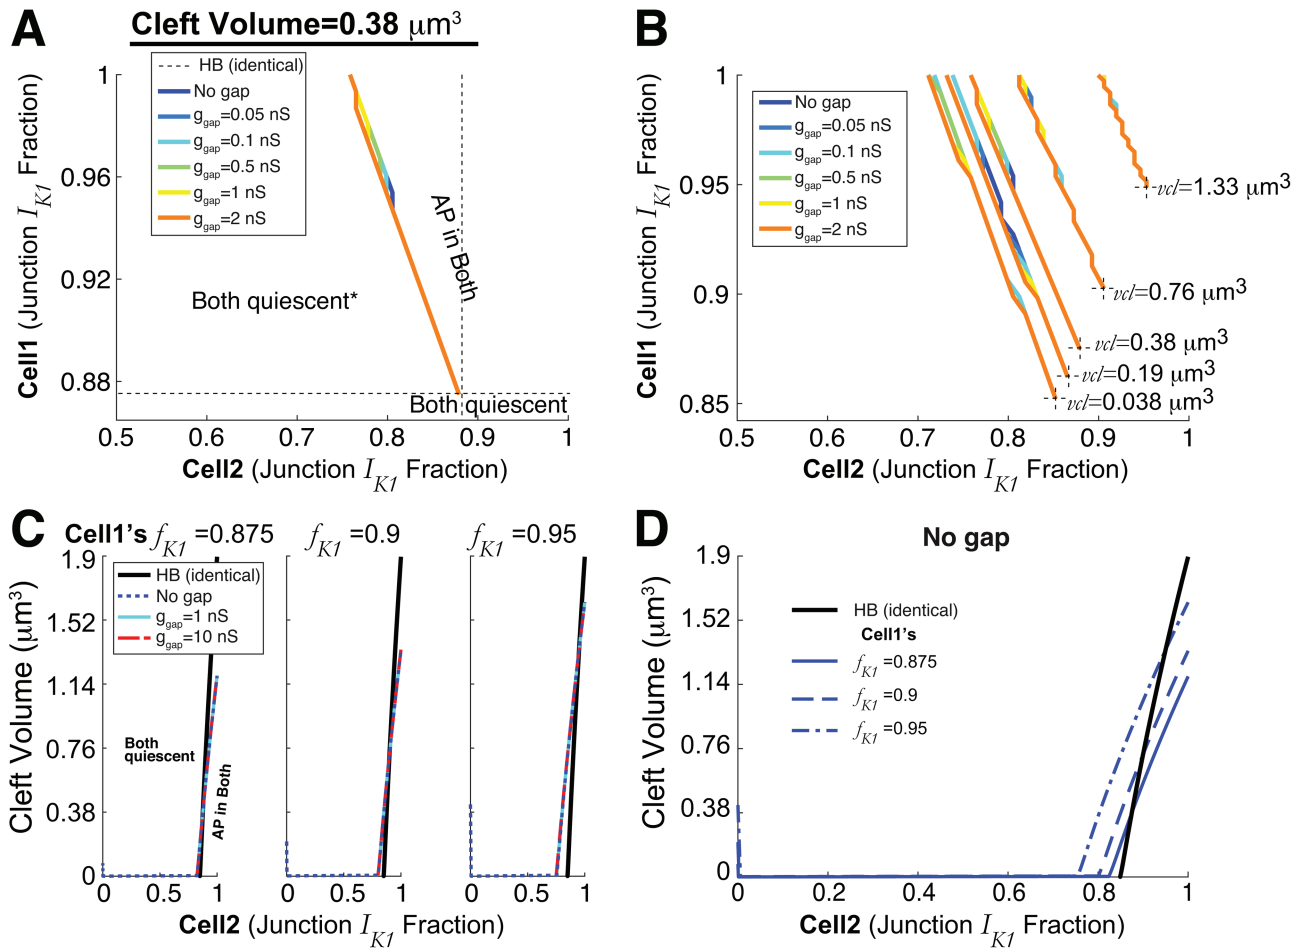 A
Cleft Volume=0.38 μm³
HB (identical)
No gap
g_gap=0.05 nS
g_gap=0.1 nS
g_gap=0.5 nS
g_gap=1 nS
g_gap=2 nS
1
0.96
0.92
0.88
Cell1 (Junction I_K1 Fraction)
AP in Both
Both quiescent*
Both quiescent
0.5 0.6 0.7 0.8 0.9 1
Cell2 (Junction I_K1 Fraction)
B
No gap
g_gap=0.05 nS
g_gap=0.1 nS
g_gap=0.5 nS
g_gap=1 nS
g_gap=2 nS
1
0.95
0.9
0.85
Cell1 (Junction I_K1 Fraction)
vcl=1.33 μm³
vcl=0.76 μm³
vcl=0.38 μm³
vcl=0.19 μm³
vcl=0.038 μm³
0.5 0.6 0.7 0.8 0.9 1
Cell2 (Junction I_K1 Fraction)
C
Cell1's f_K1 =0.875
f_K1 =0.9
f_K1 =0.95
HB (identical)
No gap
g_gap=1 nS
g_gap=10 nS
1.9
1.52
1.14
0.76
0.38
0
Cleft Volume (μm³)
Both
quiescent
AP in Both
0 0.5 1
0 0.5 1
0 0.5 1
Cell2 (Junction I_K1 Fraction)
D
No gap
HB (identical)
Cell1's
f_K1 =0.875
f_K1 =0.9
f_K1 =0.95
1.9
1.52
1.14
0.76
0.38
0
Cleft Volume (μm³)
0 0.2 0.4 0.6 0.8 1
Cell2 (Junction I_K1 Fraction)